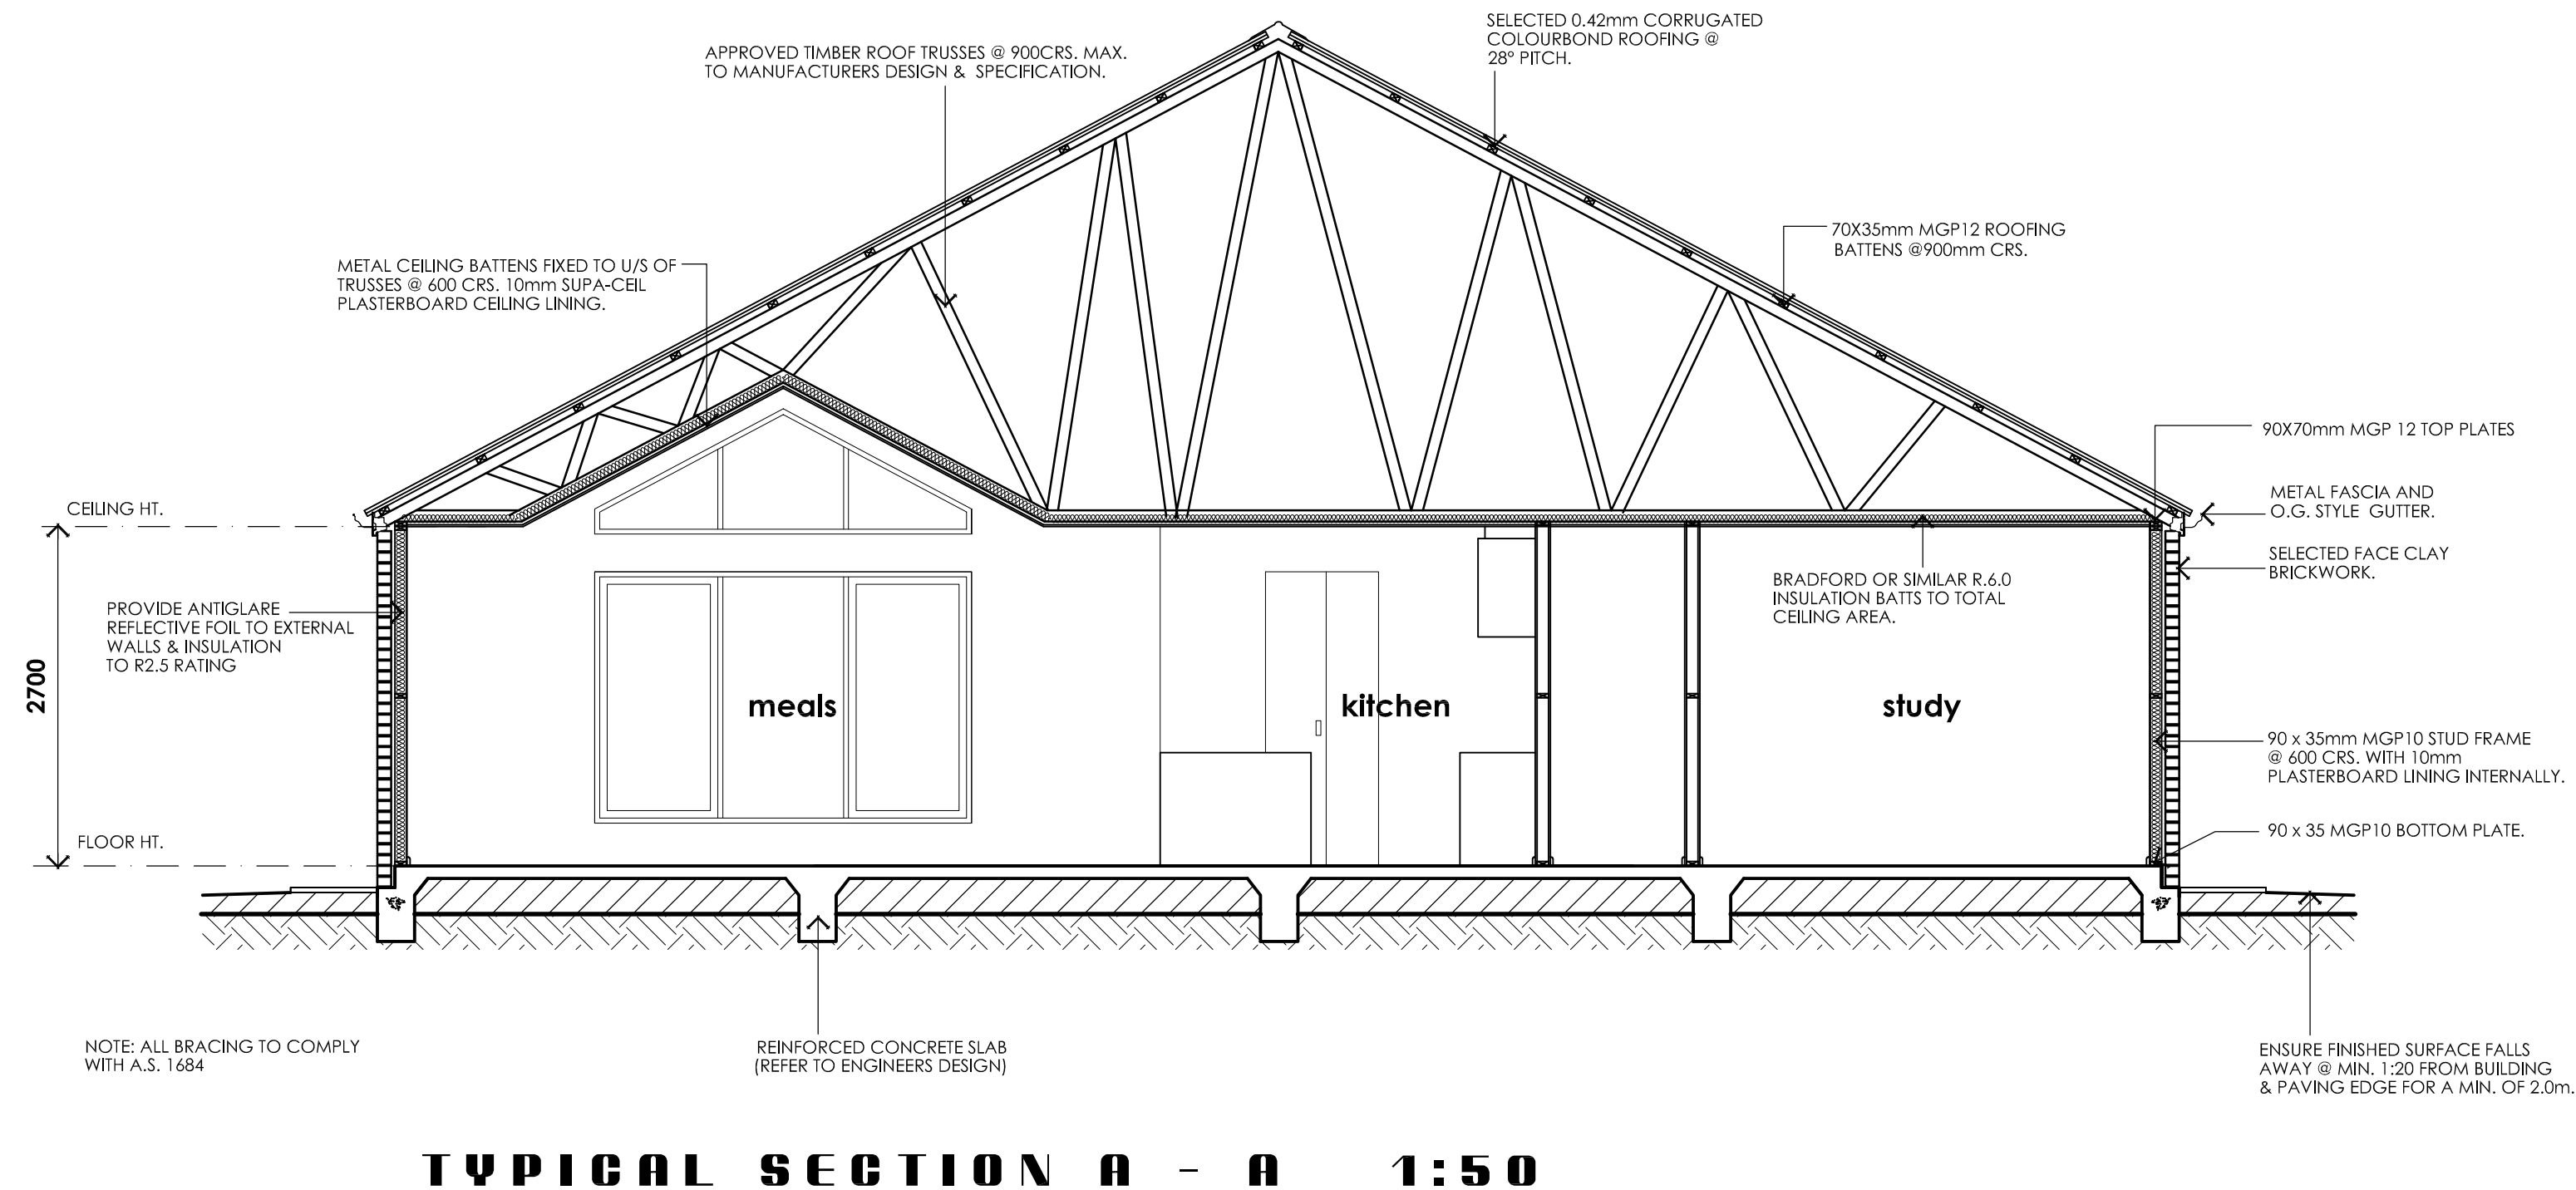 SELECTED 0.42mm CORRUGATED
COLOURBOND ROOFING @
28° PITCH.
APPROVED TIMBER ROOF TRUSSES @ 900CRS. MAX.
TO MANUFACTURERS DESIGN & SPECIFICATION.
70X35mm MGP12 ROOFING
BATTENS @900mm CRS.
METAL CEILING BATTENS FIXED TO U/S OF
TRUSSES @ 600 CRS. 10mm SUPA-CEIL
PLASTERBOARD CEILING LINING.
90X70mm MGP 12 TOP PLATES
METAL FASCIA AND
O.G. STYLE GUTTER.
CEILING HT.
SELECTED FACE CLAY
BRICKWORK.
BRADFORD OR SIMILAR R.6.0
INSULATION BATTS TO TOTAL
CEILING AREA.
PROVIDE ANTIGLARE
REFLECTIVE FOIL TO EXTERNAL
WALLS & INSULATION
TO R2.5 RATING
2700
meals
kitchen
study
90 x 35mm MGP10 STUD FRAME
@ 600 CRS. WITH 10mm
PLASTERBOARD LINING INTERNALLY.
90 x 35 MGP10 BOTTOM PLATE.
FLOOR HT.
NOTE: ALL BRACING TO COMPLY
WITH A.S. 1684
REINFORCED CONCRETE SLAB
(REFER TO ENGINEERS DESIGN)
ENSURE FINISHED SURFACE FALLS
AWAY @ MIN. 1:20 FROM BUILDING
& PAVING EDGE FOR A MIN. OF 2.0m.
TYPICAL SECTION A - A 1:50